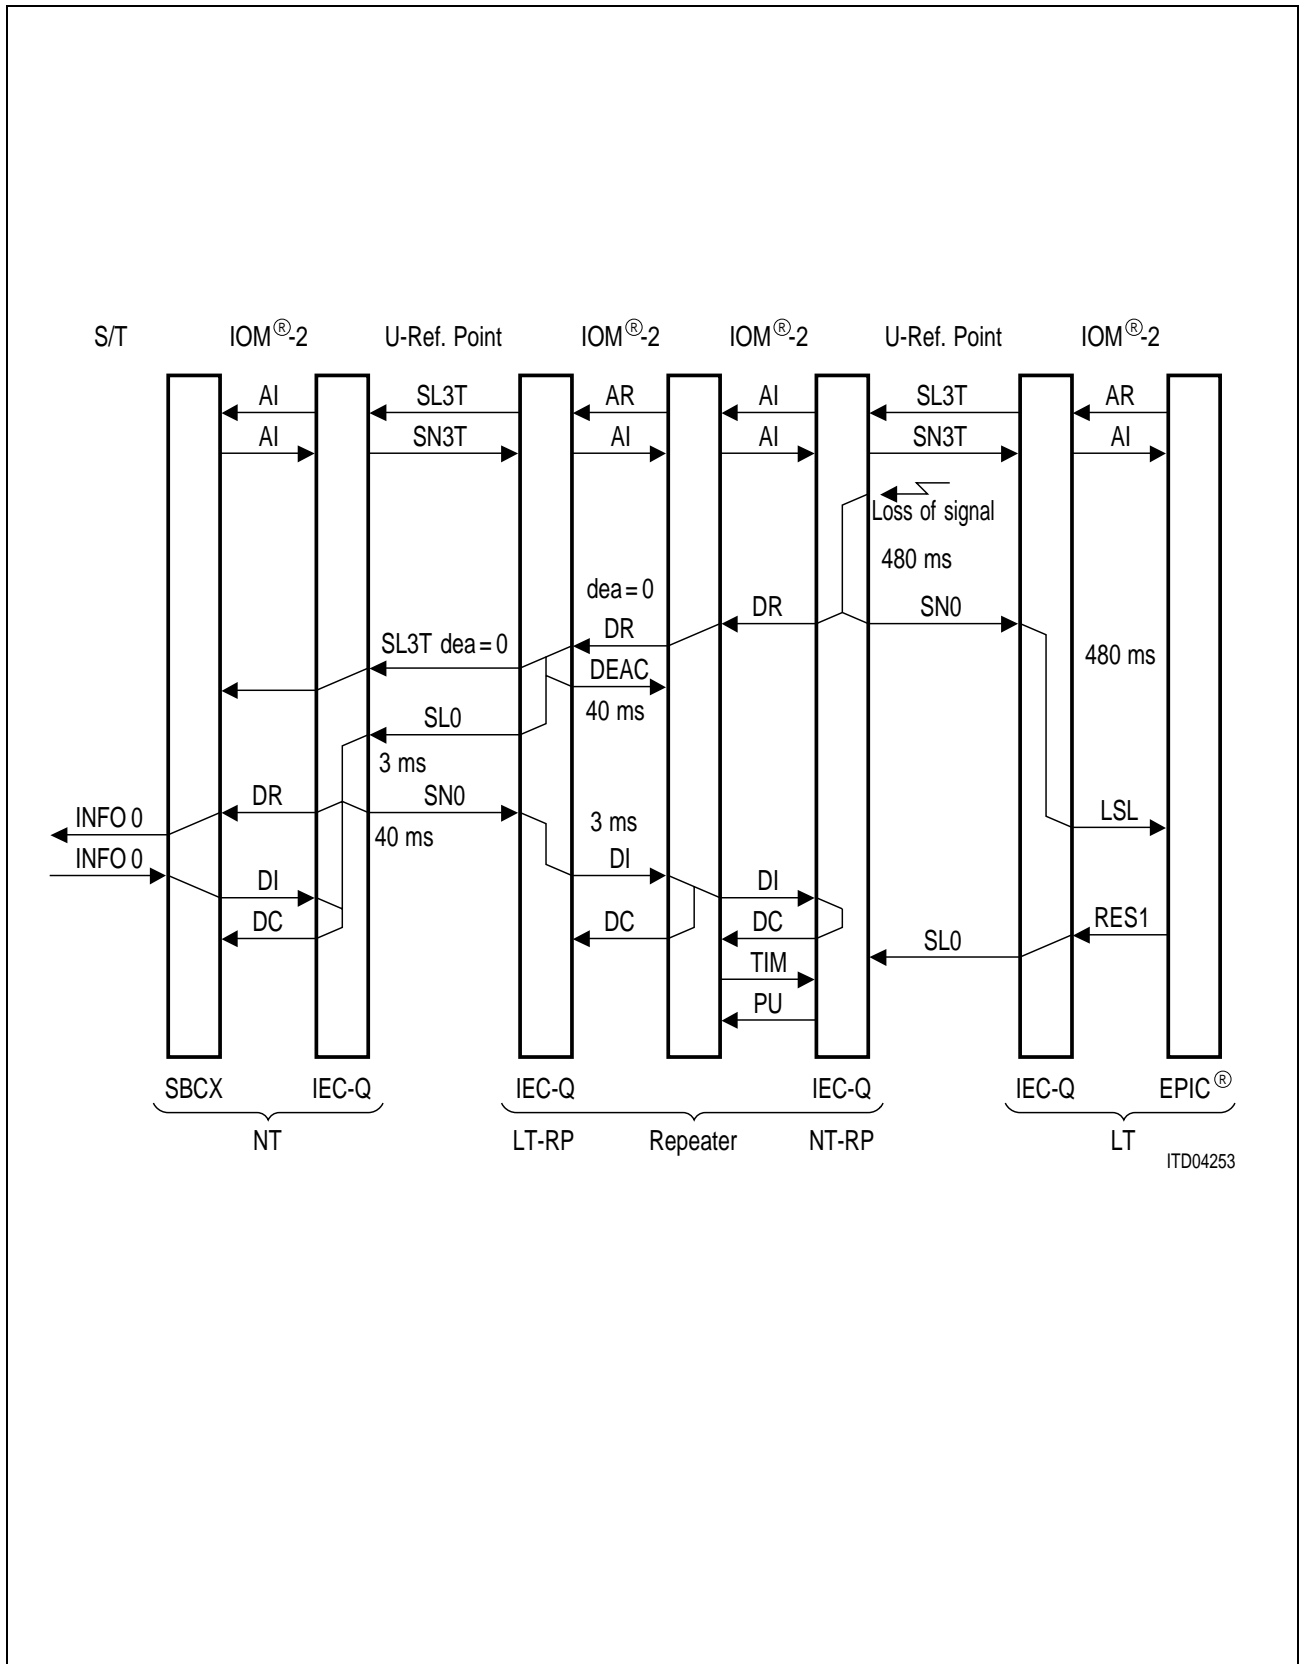 S/T IOM®-2 U-Ref. Point IOM®-2 IOM®-2 U-Ref. Point IOM®-2
AI SL3T AR AI SL3T AR
AI SN3T AI AI SN3T AI
Loss of signal
480 ms
dea = 0
DR SN0
DR
SL3T dea = 0
480 ms
DEAC
40 ms
SL0
3 ms
DR SN0
INFO 0
40 ms
3 ms
LSL
INFO 0
DI
DI DI
DC DC DC
RES1
SL0
TIM
PU
SBCX IEC-Q IEC-Q IEC-Q IEC-Q EPIC®
NT LT-RP Repeater NT-RP LT
ITD04253